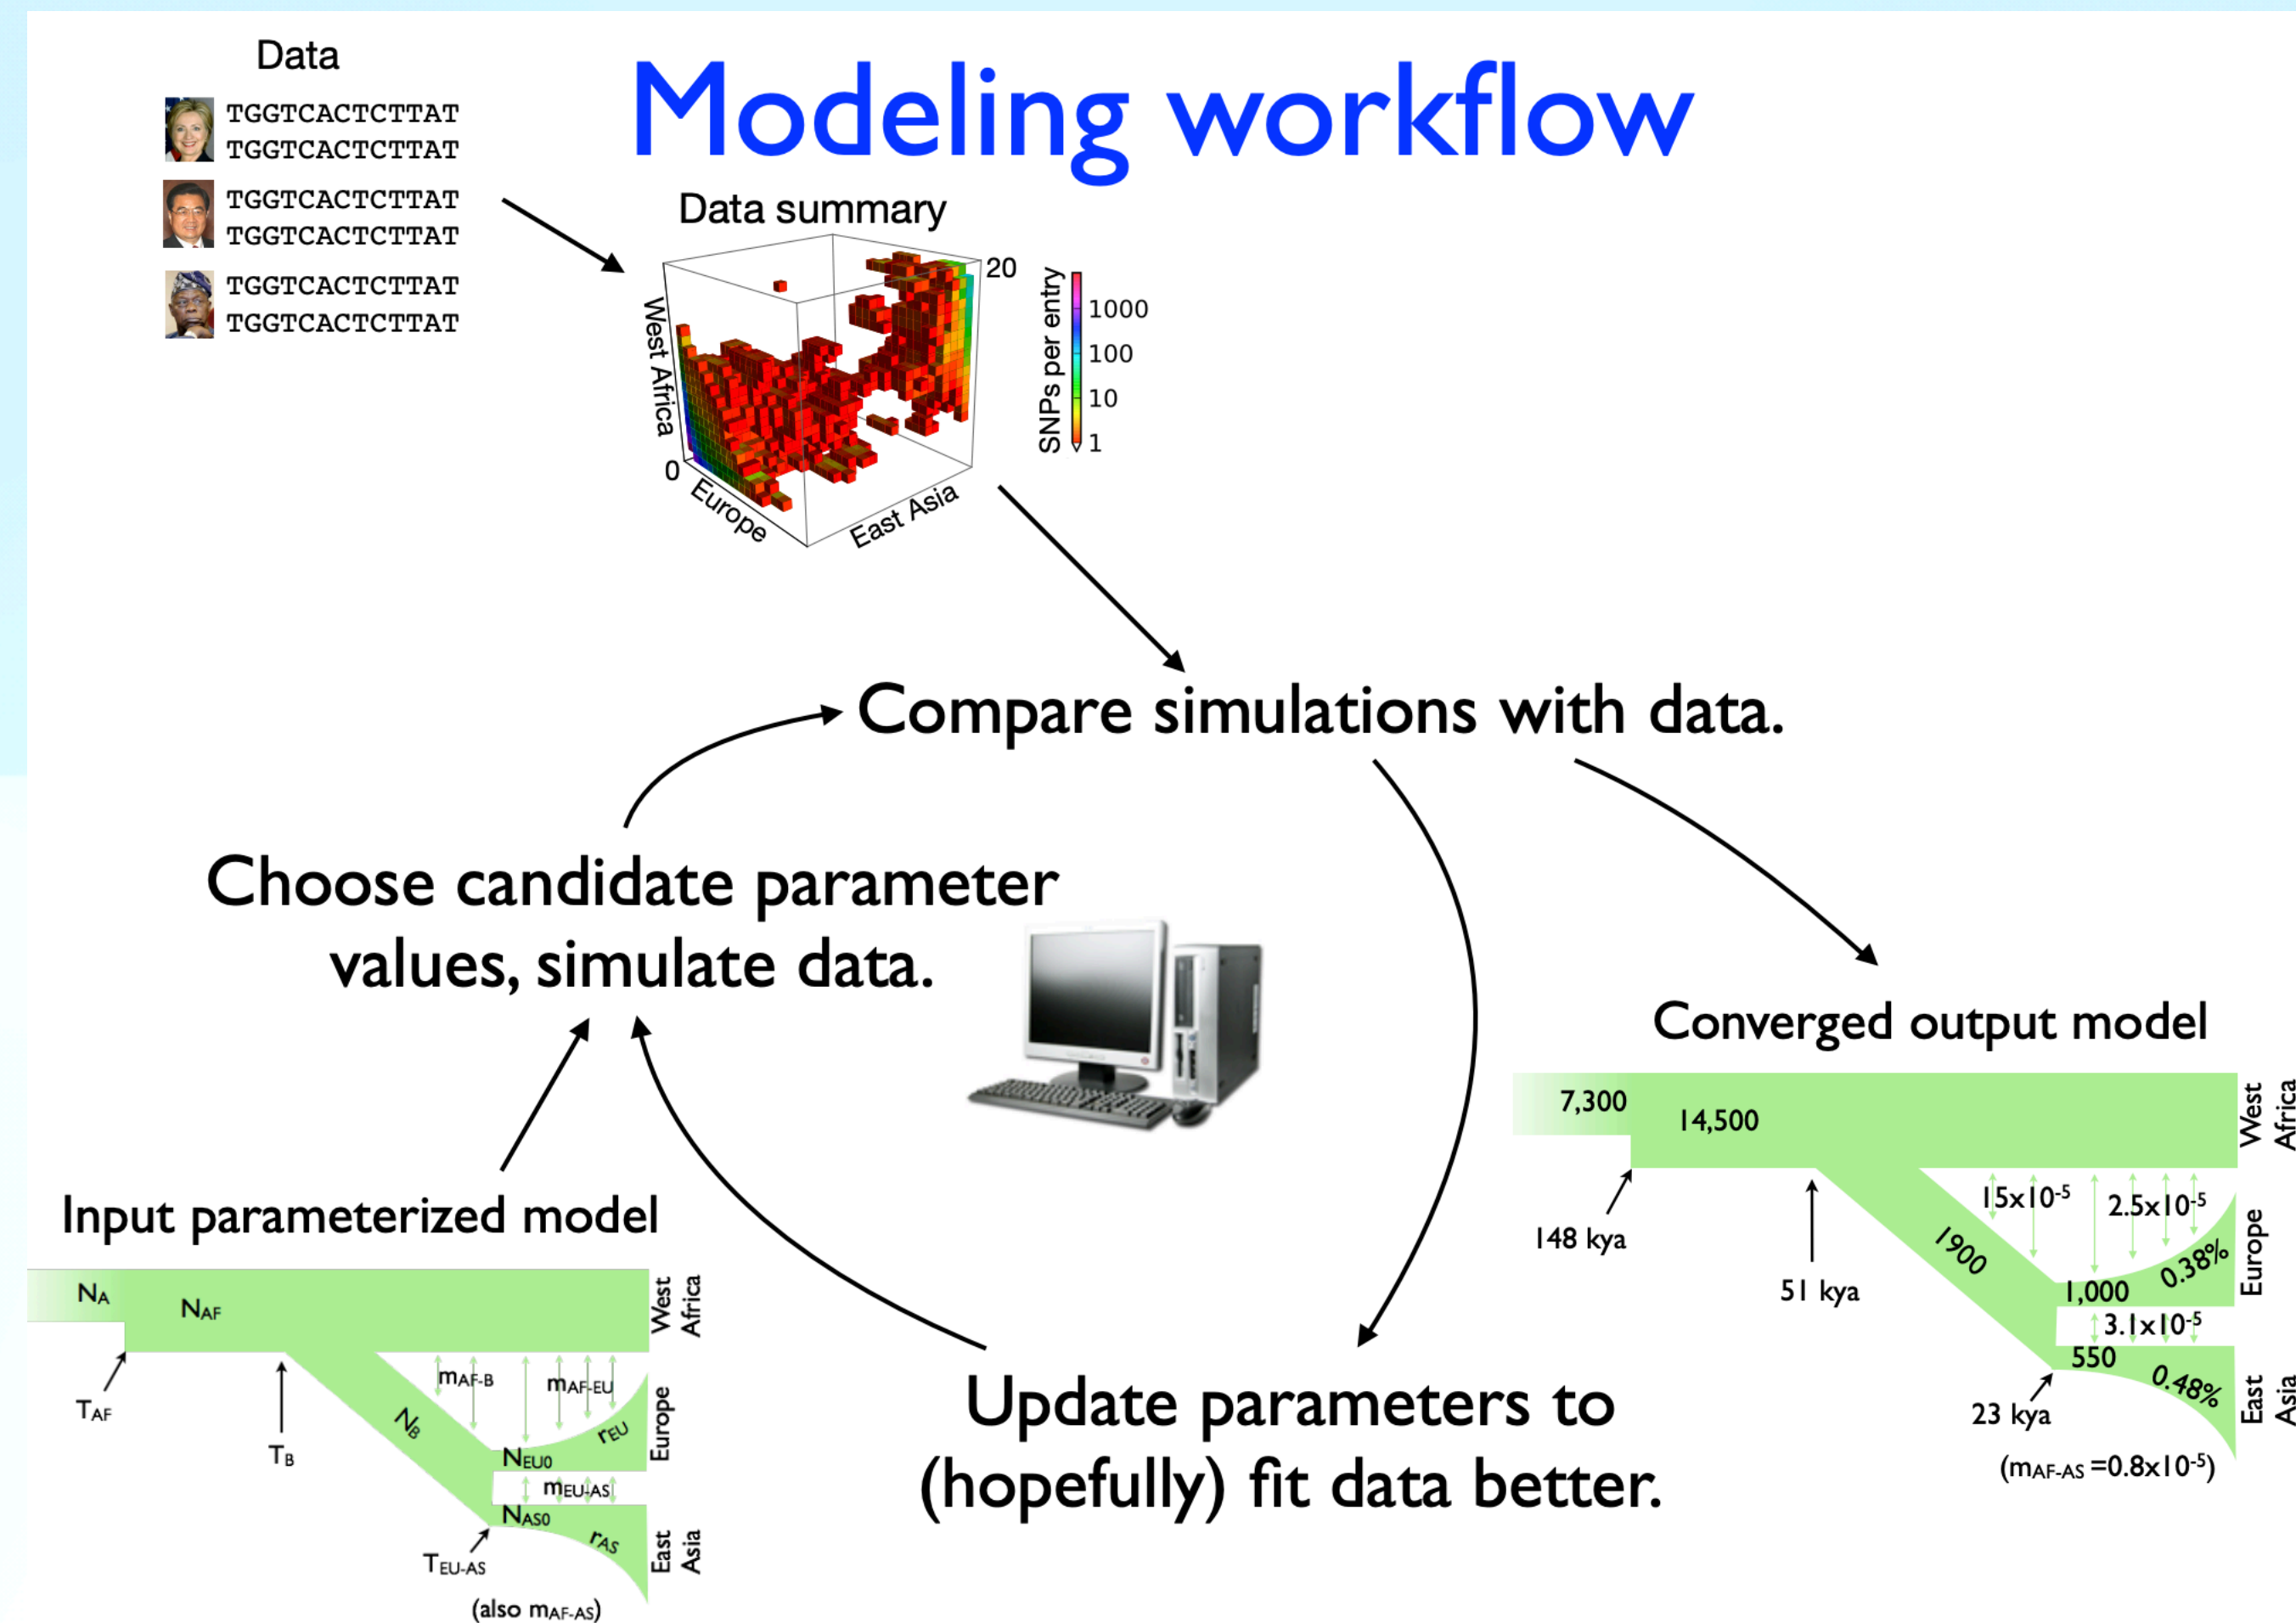 Modeling workflow
Data
TGGTCACTCTTAT
TGGTCACTCTTAT
TGGTCACTCTTAT
TGGTCACTCTTAT
TGGTCACTCTTAT
TGGTCACTCTTAT
Data summary
20
West Africa
0
Europe
East Asia
SNPs per entry
1000
100
10
1
Compare simulations with data.
Choose candidate parameter
values, simulate data.
Input parameterized model
NA
NAF
West
Africa
TAF
TB
NB
mAF-B
mAF-EU
rEU
Europe
NEU0
mEU-AS
NAS0
rAS
East
Asia
TEU-AS
(also mAF-AS)
Update parameters to
(hopefully) fit data better.
Converged output model
7,300
14,500
West
Africa
148 kya
51 kya
1900
15x10-5
2.5x10-5
0.38%
Europe
1,000
3.1x10-5
550
0.48%
East
Asia
23 kya
(mAF-AS =0.8x10-5)